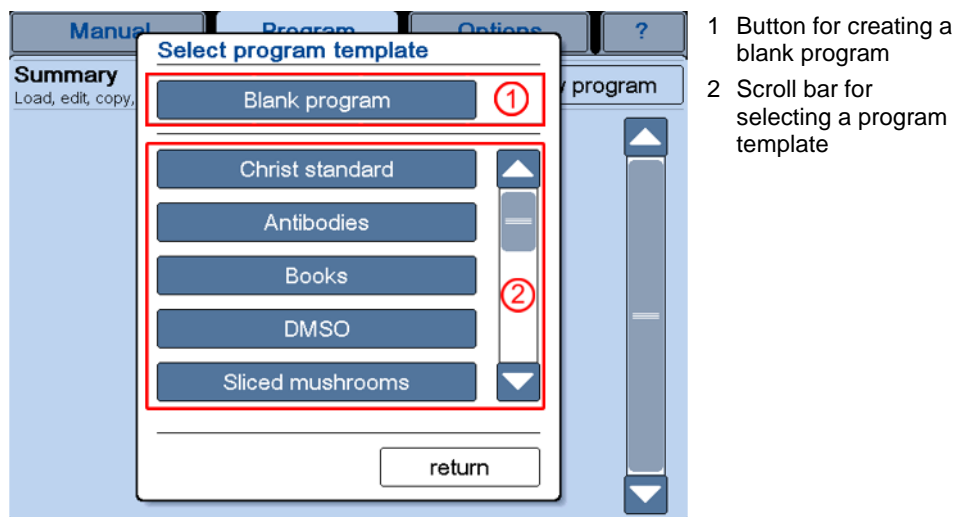 Manual Program Options ?
Select program template
Summary
Load, edit, copy,
program
Blank program
1
Christ standard
Antibodies
Books
2
DMSO
Sliced mushrooms
return
1 Button for creating a
blank program
2 Scroll bar for
selecting a program
template